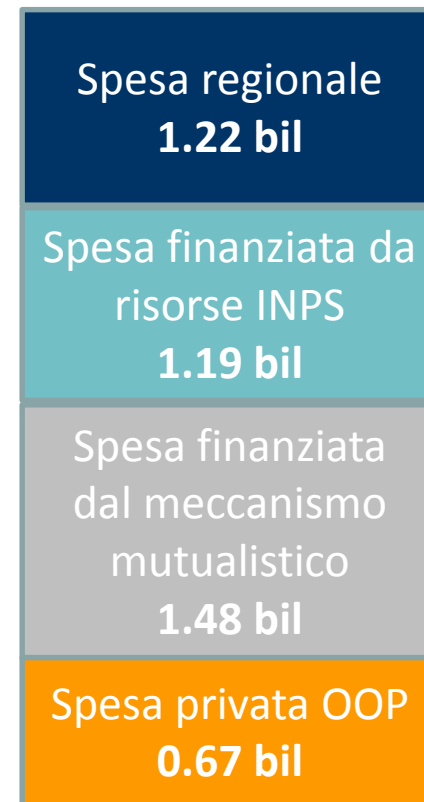 Spesa regionale
1.22 bil
Spesa finanziata da
risorse INPS
1.19 bil
Spesa finanziata
dal meccanismo
mutualistico
1.48 bil
Spesa privata OOP
0.67 bil